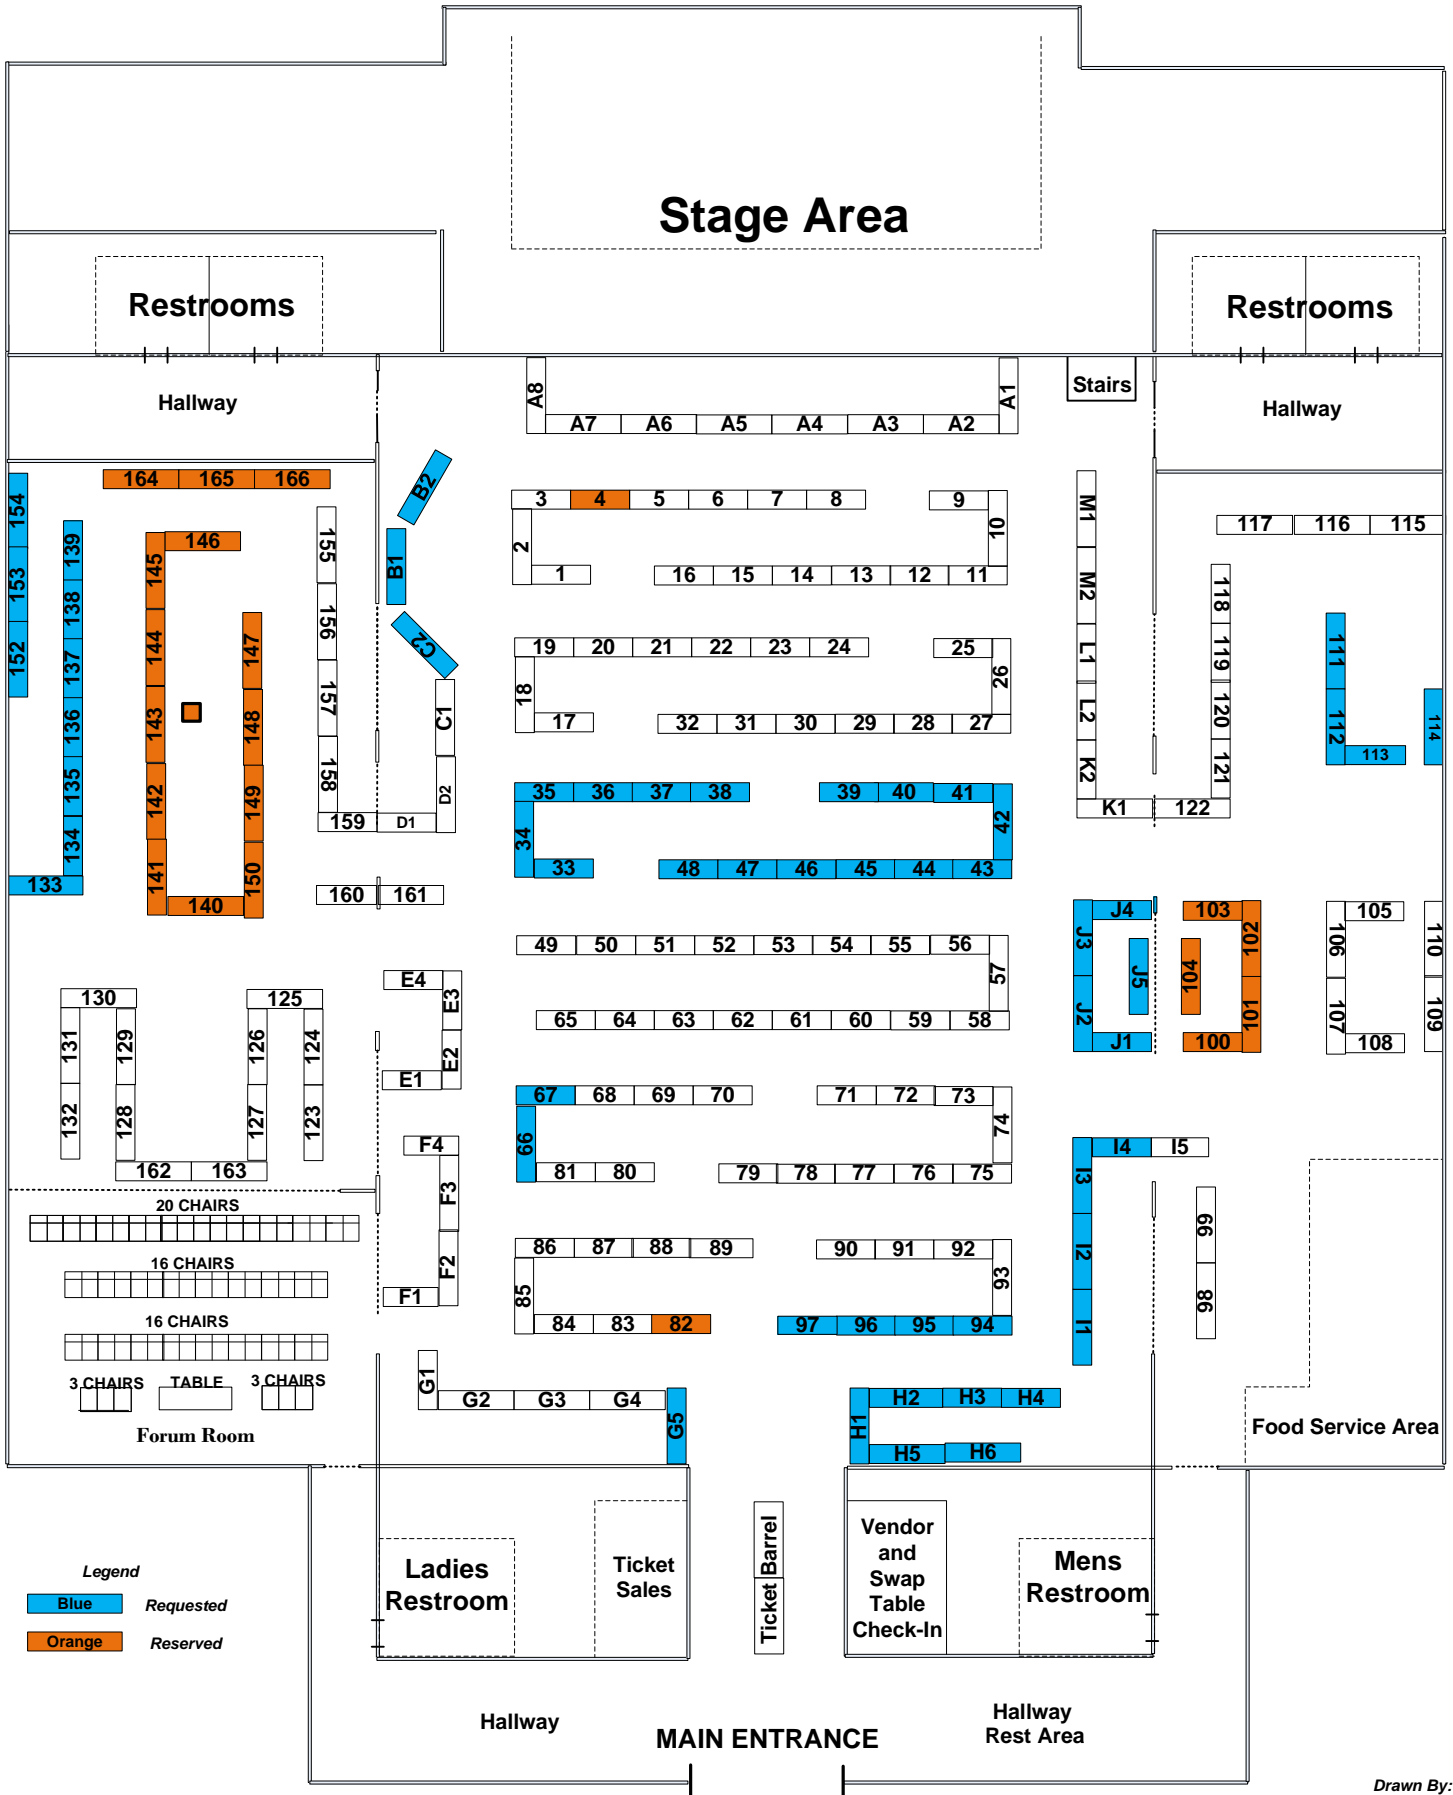 Stage Area
Restrooms
Restrooms
Hallway
Stairs
Hallway
A8
A7 A6 A5 A4 A3 A2
A1
164 165 166
B2
B1
C2
C1
D2
D1
154
153
152
139
138
137
136
135
134
133
146
145
144
143
142
141
140
147
148
149
150
155
156
157
158
159
160 161
3 4 5 6 7 8 9
2
10
1 16 15 14 13 12 11
19 20 21 22 23 24 25
18
26
17 32 31 30 29 28 27
35 36 37 38 39 40 41
34
42
33 48 47 46 45 44 43
49 50 51 52 53 54 55 56
57
65 64 63 62 61 60 59 58
67 68 69 70 71 72 73
66
74
81 80 79 78 77 76 75
86 87 88 89 90 91 92
85
93
84 83 82 97 96 95 94
M1
M2
L1
L2
K2
K1 122
117 116 115
118
119
120
121
111
112
113
114
J4
J3
J5
J2
J1
103
102
104
101
100
105
106
107
108
110
109
130
131
132
129
128
125
126
127
124
123
162 163
E4
E3
E2
E1
F4
F3
F2
F1
I4 I5
I3
I2
I1
99
98
20 CHAIRS
16 CHAIRS
16 CHAIRS
3 CHAIRS TABLE 3 CHAIRS
Forum Room
G1
G2 G3 G4
G5
H1
H2 H3 H4
H5 H6
Food Service Area
Legend
Blue Requested
Orange Reserved
Ladies
Restroom
Ticket
Sales
Ticket Barrel
Vendor
and
Swap
Table
Check-In
Mens
Restroom
Hallway
MAIN ENTRANCE
Hallway
Rest Area
Drawn By: